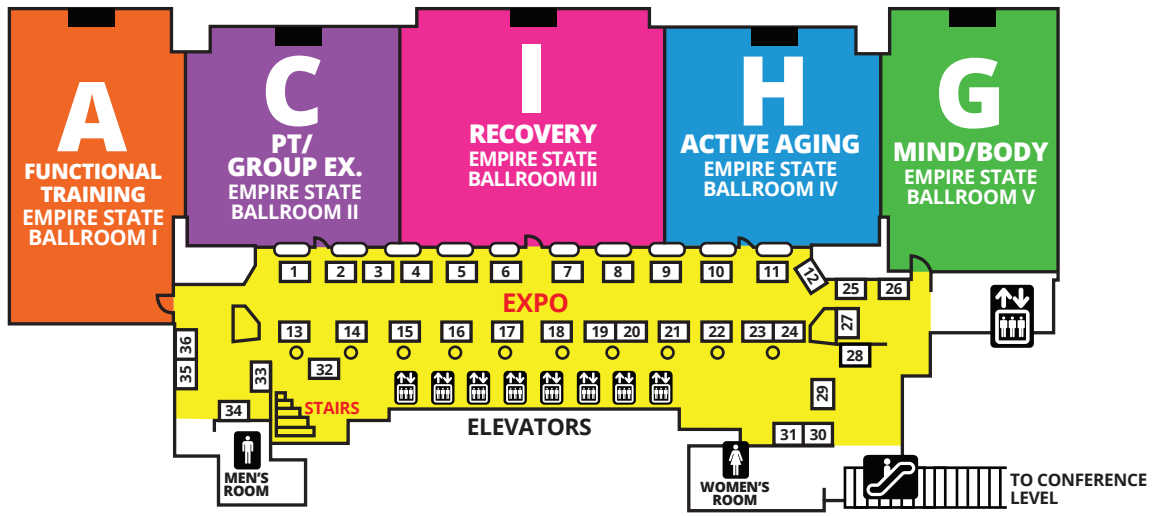 A
FUNCTIONAL
TRAINING
EMPIRE STATE
BALLROOM I
C
PT/
GROUP EX.
EMPIRE STATE
BALLROOM II
I
RECOVERY
EMPIRE STATE
BALLROOM III
H
ACTIVE AGING
EMPIRE STATE
BALLROOM IV
G
MIND/BODY
EMPIRE STATE
BALLROOM V
1 2 3 4 5 6 7 8 9 10 11 12
25 26
EXPO
13 14 15 16 17 18 19 20 21 22 23 24
27
28
36
35
32
33
29
34
STAIRS
ELEVATORS
31 30
MEN'S
ROOM
WOMEN'S
ROOM
TO CONFERENCE
LEVEL